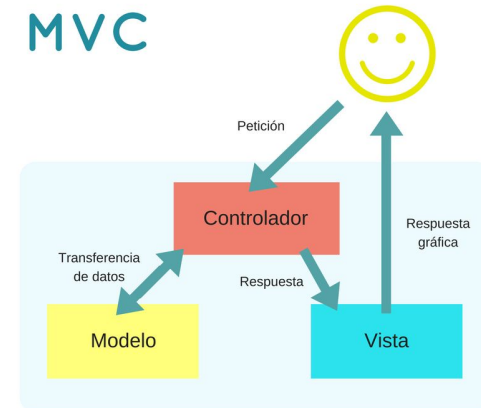 MVC
Petición
Controlador
Respuesta
gráfica
Transferencia
de datos
Respuesta
Modelo
Vista